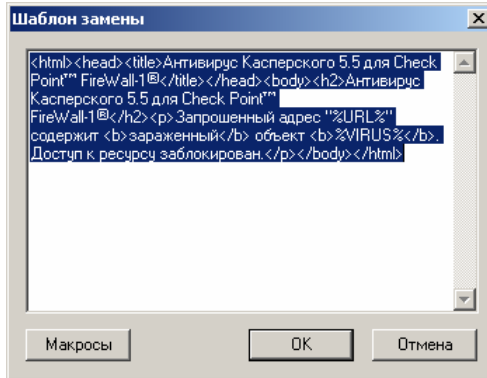 Шаблон замены
<html><head><title>Антивирус Касперского 5.5 для Check
Point™ FireWall-1®</title></head><body><h2>Антивирус
Касперского 5.5 для Check Point™
FireWall-1®</h2><p>Запрошенный адрес "%URL%"
содержит <b>зараженный</b> объект <b>%VIRUS%</b>.
Доступ к ресурсу заблокирован.</p></body></html>
Макросы OK Отмена